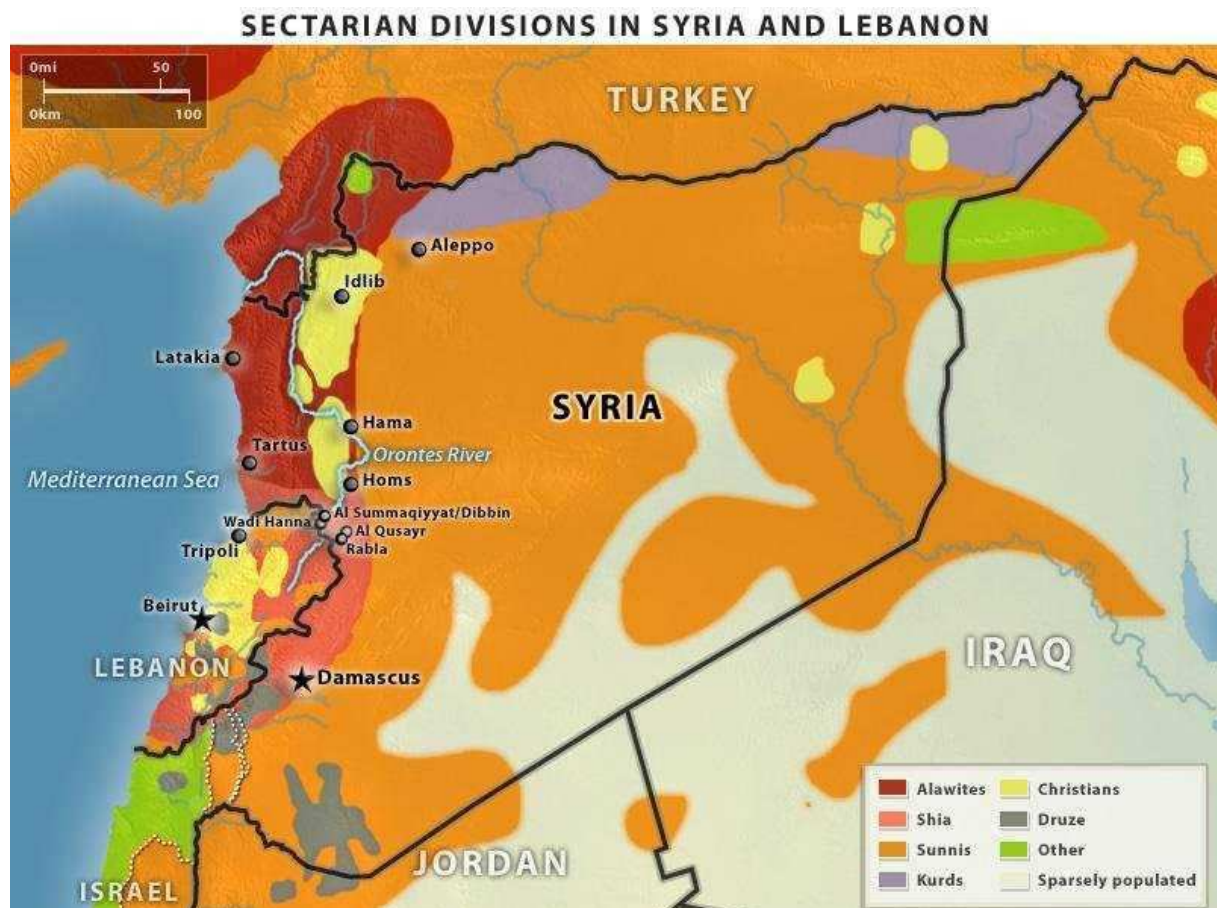 SECTARIAN DIVISIONS IN SYRIA AND LEBANON
0mi 50
0km 100
TURKEY
Aleppo
Idlib
Latakia
SYRIA
Hama
Tartus
Orontes River
Mediterranean Sea
Homs
Al Summaqiyyat/Dibbin
Wadi Hanna
Al Qusayr
Tripoli
Rabla
Beirut
IRAQ
LEBANON
Damascus
Alawites Christians
Shia Druze
Sunnis Other
Kurds Sparsely populated
JORDAN
ISRAEL